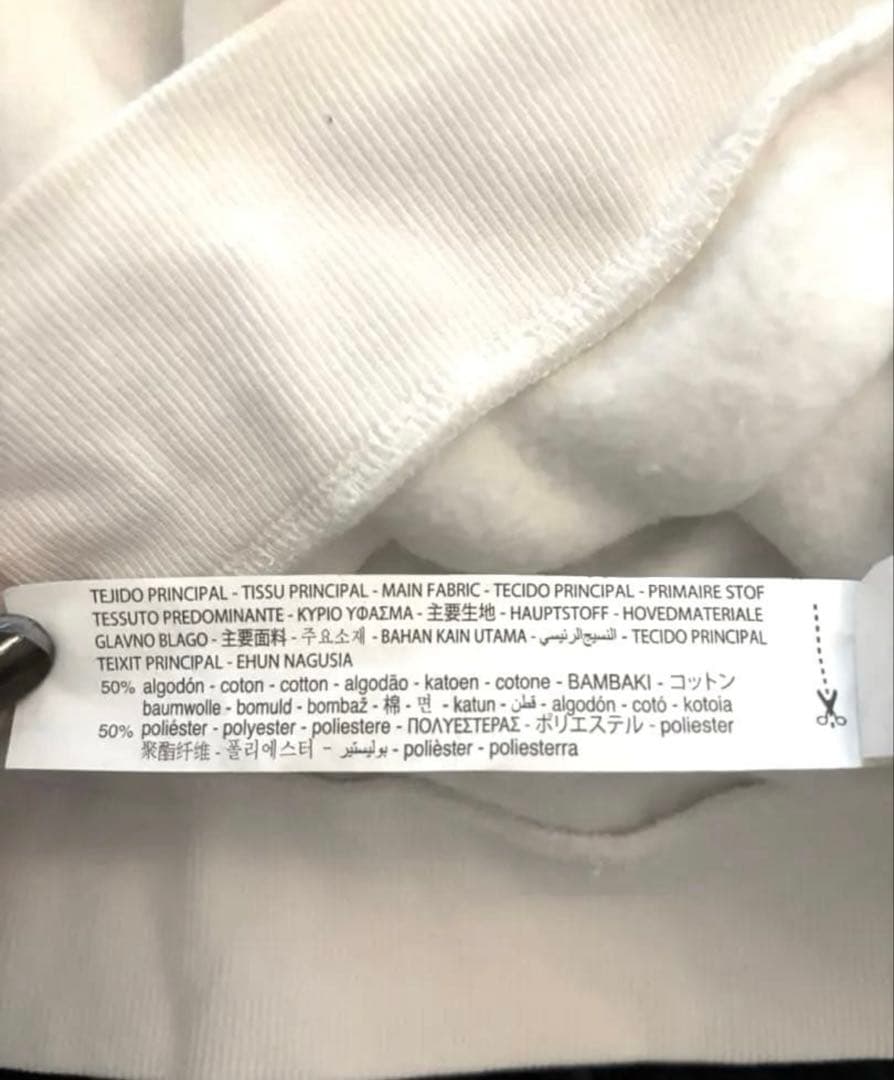 TEJIDO PRINCIPAL - TISSU PRINCIPAL - MAIN FABRIC - TECIDO PRINCIPAL - PRIMAIRE STOF
TESSUTO PREDOMINANTE - ΚΥΡΙΟ ΥΦΑΣΜΑ - 主要生地 - HAUPTSTOFF - HOVEDMATERIALE
GLAVNO BLAGO - 主要面料 - 주요소재 - BAHAN KAIN UTAMA - النسيج الرئيسي - TECIDO PRINCIPAL
TEIXIT PRINCIPAL - EHUN NAGUSIA
50% algodón - coton - cotton - algodão - katoen - cotone - BAMBAKI - コットン
baumwolle - bomuld - bombaž - 棉 - 면 - katun - قطن - algodón - cotó - kotoia
50% poliéster - polyester - poliestere - ΠΟΛΥΕΣΤΕΡΑΣ - ポリエステル - poliester
聚酯纤维 - 폴리에스터 - بوليستير - polièster - poliesterra